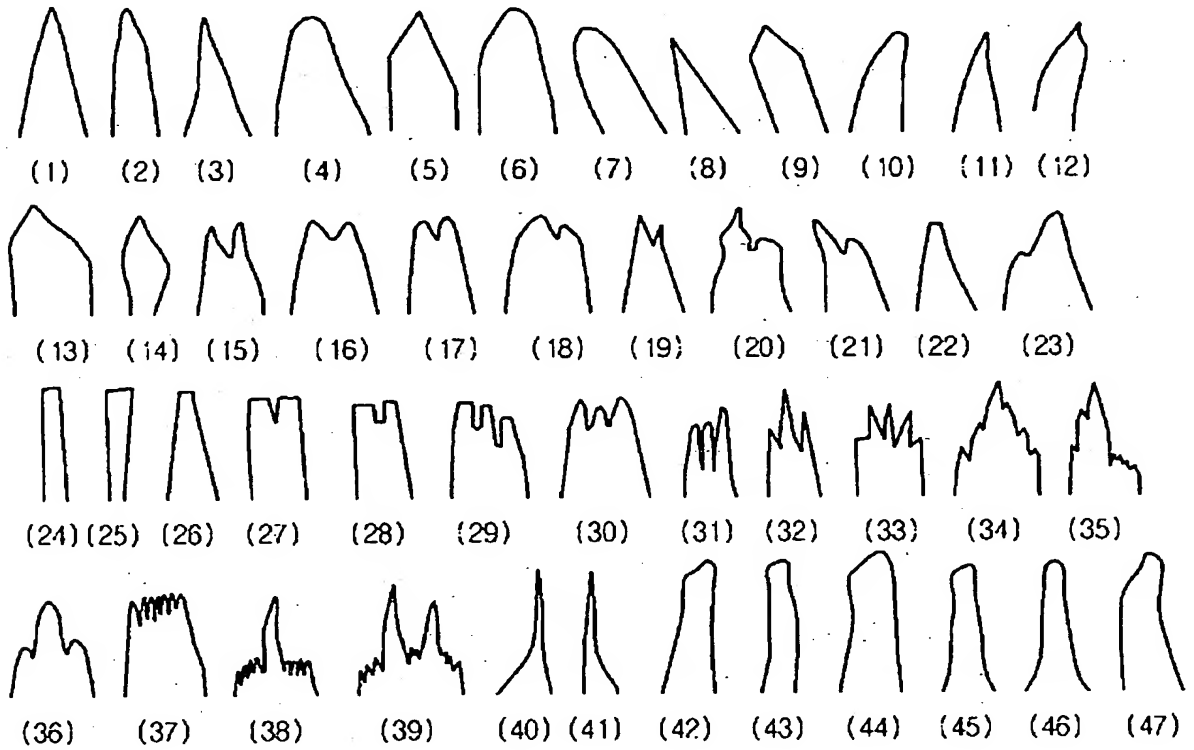 (1) (2) (3) (4) (5) (6) (7) (8) (9) (10) (11) (12)
(13) (14) (15) (16) (17) (18) (19) (20) (21) (22) (23)
(24) (25) (26) (27) (28) (29) (30) (31) (32) (33) (34) (35)
(36) (37) (38) (39) (40) (41) (42) (43) (44) (45) (46) (47)